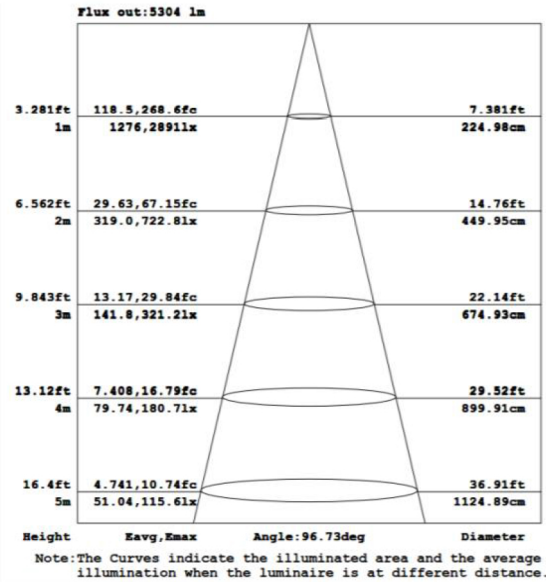 Flux out:5304 lm
3.281ft 118.5,268.6fc 7.381ft
1m 1276,2891lx 224.98cm
6.562ft 29.63,67.15fc 14.76ft
2m 319.0,722.8lx 449.95cm
9.843ft 13.17,29.84fc 22.14ft
3m 141.8,321.2lx 674.93cm
13.12ft 7.408,16.79fc 29.52ft
4m 79.74,180.7lx 899.91cm
16.4ft 4.741,10.74fc 36.91ft
5m 51.04,115.6lx 1124.89cm
Height Eavg,Emax Angle:96.73deg Diameter
Note:The Curves indicate the illuminated area and the average
illumination when the luminaire is at different distance.